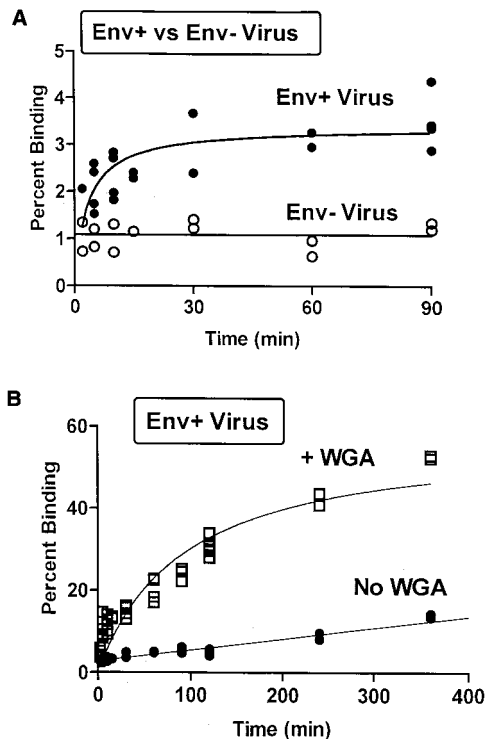 A
Env+ vs Env- Virus
5
4
3
2
1
0
Percent Binding
Env+ Virus
Env- Virus
0 30 60 90
Time (min)
B
Env+ Virus
60
40
20
0
Percent Binding
+ WGA
No WGA
0 100 200 300 400
Time (min)